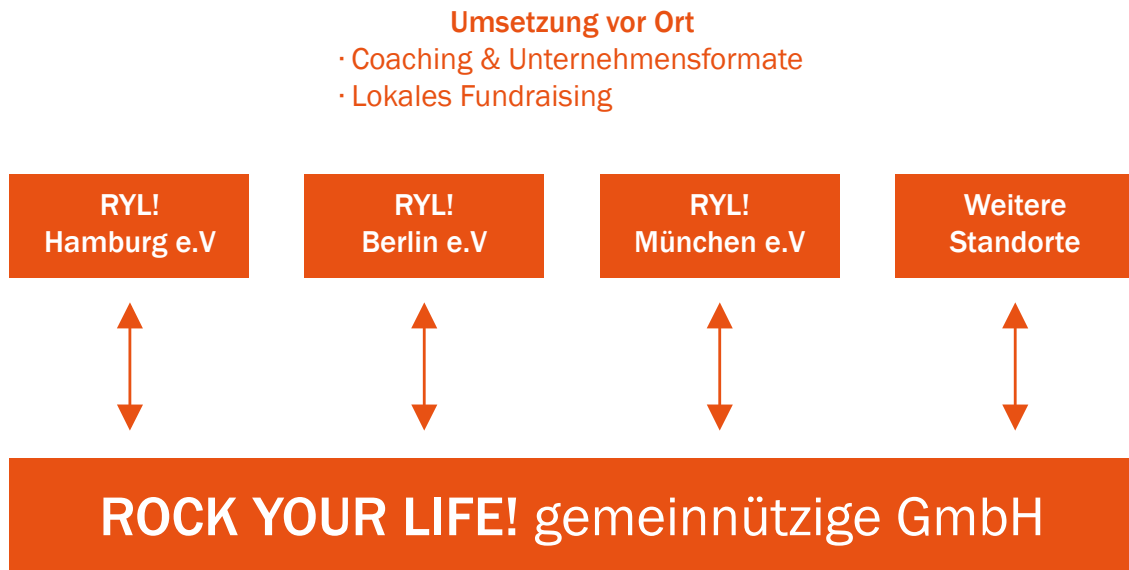 Umsetzung vor Ort
· Coaching & Unternehmensformate
· Lokales Fundraising
RYL!
Hamburg e.V
RYL!
Berlin e.V
RYL!
München e.V
Weitere
Standorte
ROCK YOUR LIFE! gemeinnützige GmbH